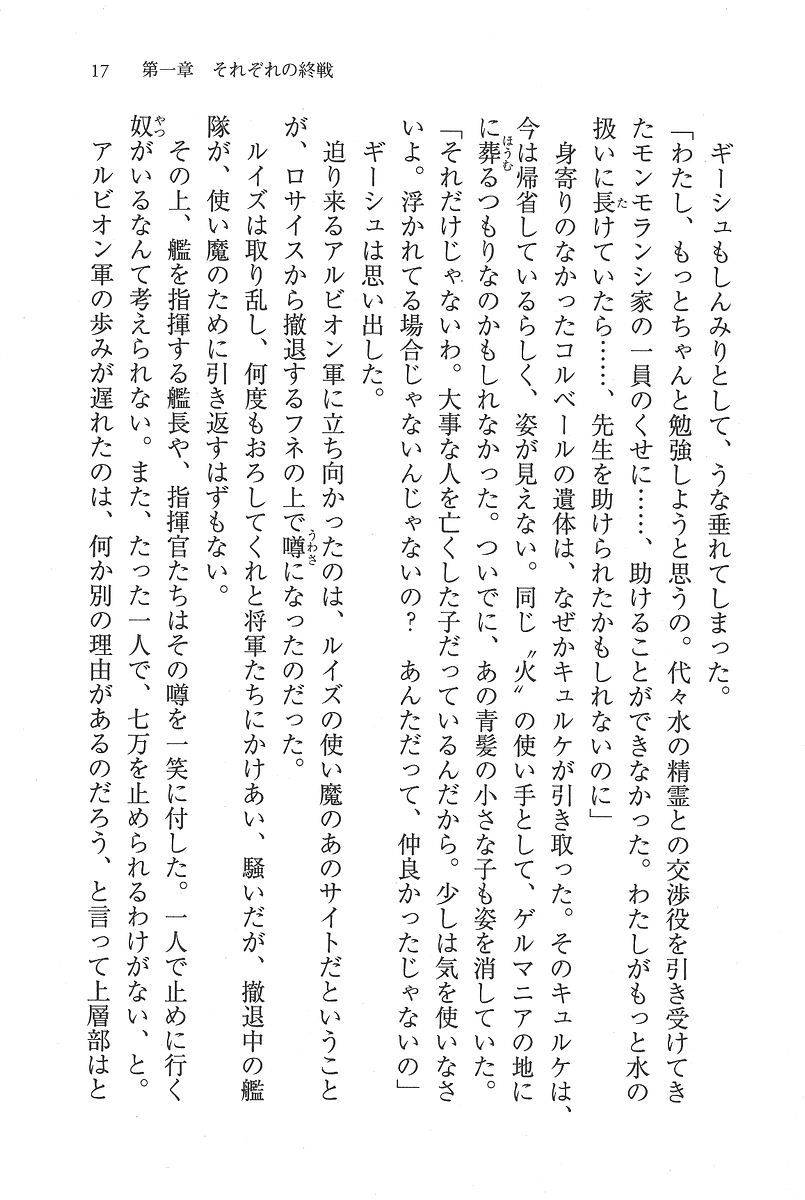 17　第一章　それぞれの終戦
　ギーシュもしんみりとして、うな垂れてしまった。
「わたし、もっとちゃんと勉強しようと思うの。代々水の精霊との交渉役を引き受けてき
たモンモランシ家の一員のくせに……、助けることができなかった。わたしがもっと水の
扱いに長けていたら……、先生を助けられたかもしれないのに」
　身寄りのなかったコルベールの遺体は、なぜかキュルケが引き取った。そのキュルケは、
今は帰省しているらしく、姿が見えない。同じ〝火〟の使い手として、ゲルマニアの地に
に葬るつもりなのかもしれなかった。ついでに、あの青髪の小さな子も姿を消していた。
「それだけじゃないわ。大事な人を亡くした子だっているんだから。少しは気を使いなさ
いよ。浮かれてる場合じゃないんじゃないの？　あんただって、仲良かったじゃないの」
　ギーシュは思い出した。
　迫り来るアルビオン軍に立ち向かったのは、ルイズの使い魔のあのサイトだということ
が、ロサイスから撤退するフネの上で噂になったのだった。
　ルイズは取り乱し、何度もおろしてくれと将軍たちにかけあい、騒いだが、撤退中の艦
隊が、使い魔のために引き返すはずもない。
　その上、艦を指揮する艦長や、指揮官たちはその噂を一笑に付した。一人で止めに行く
奴がいるなんて考えられない。また、たった一人で、七万を止められるわけがない、と。
　アルビオン軍の歩みが遅れたのは、何か別の理由があるのだろう、と言って上層部はと